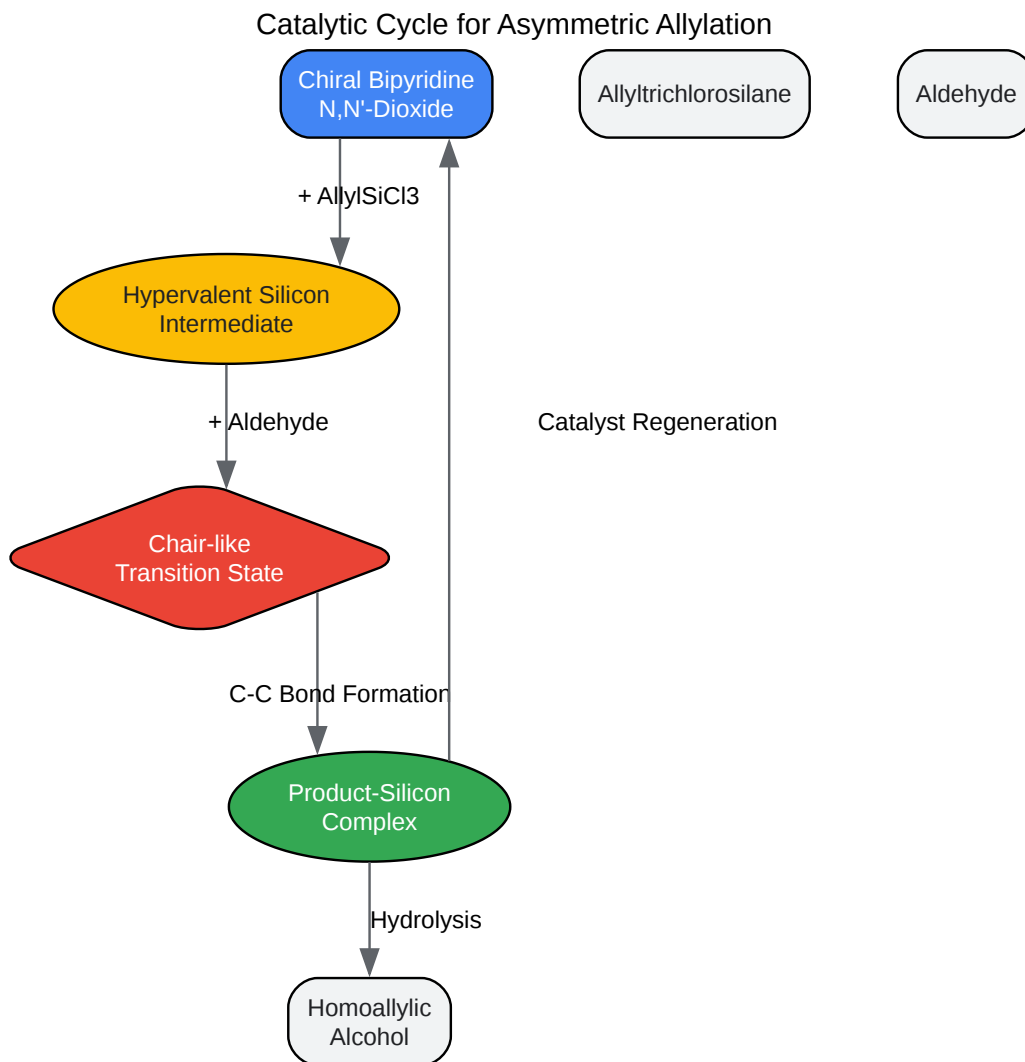 Catalytic Cycle for Asymmetric Allylation
Chiral Bipyridine
N,N'-Dioxide
Allyltrichlorosilane
Aldehyde
+ AllylSiCl3
Hypervalent Silicon
Intermediate
+ Aldehyde
Catalyst Regeneration
Chair-like
Transition State
C-C Bond Formation
Product-Silicon
Complex
Hydrolysis
Homoallylic
Alcohol